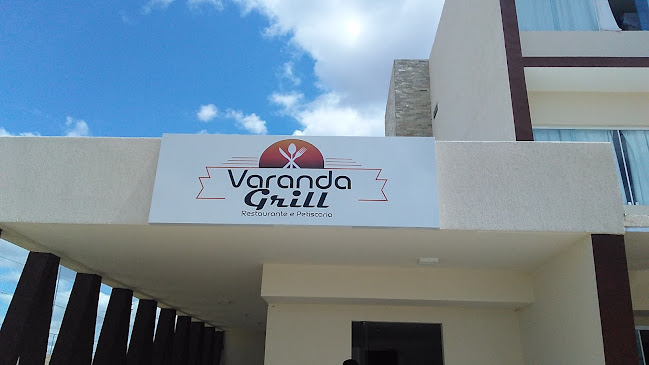 Varanda
Grill
Restaurante e Petiscaria